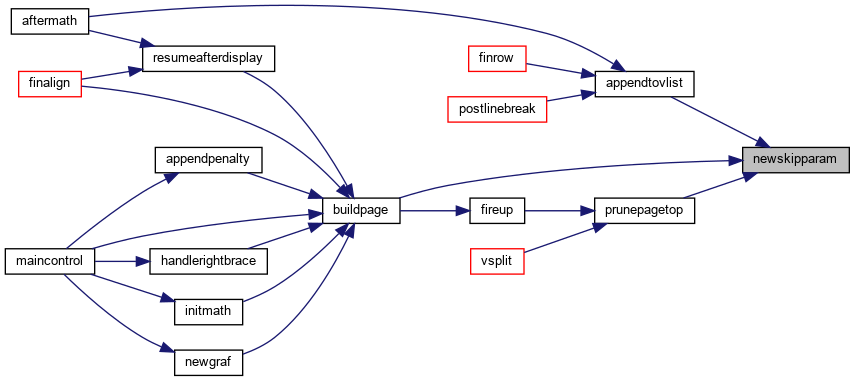 aftermath
resumeafterdisplay
finalign
finrow
appendtovlist
postlinebreak
newskipparam
appendpenalty
buildpage
fireup
prunepagetop
maincontrol
handlerightbrace
vsplit
initmath
newgraf